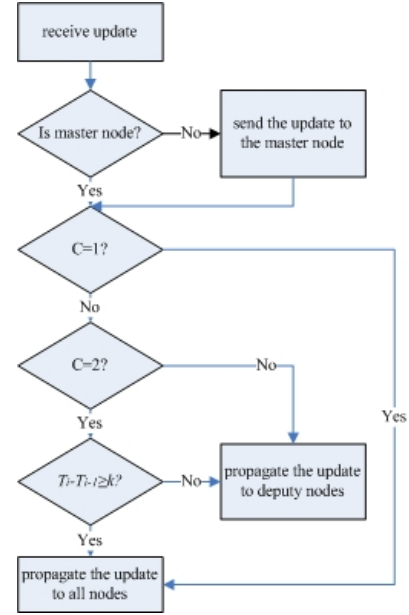 receive update
Is master node?
No
send the update to
the master node
Yes
C=1?
No
C=2?
No
Yes
Yes
Ti-Ti-1≥k?
No
propagate the update
to deputy nodes
Yes
propagate the update
to all nodes